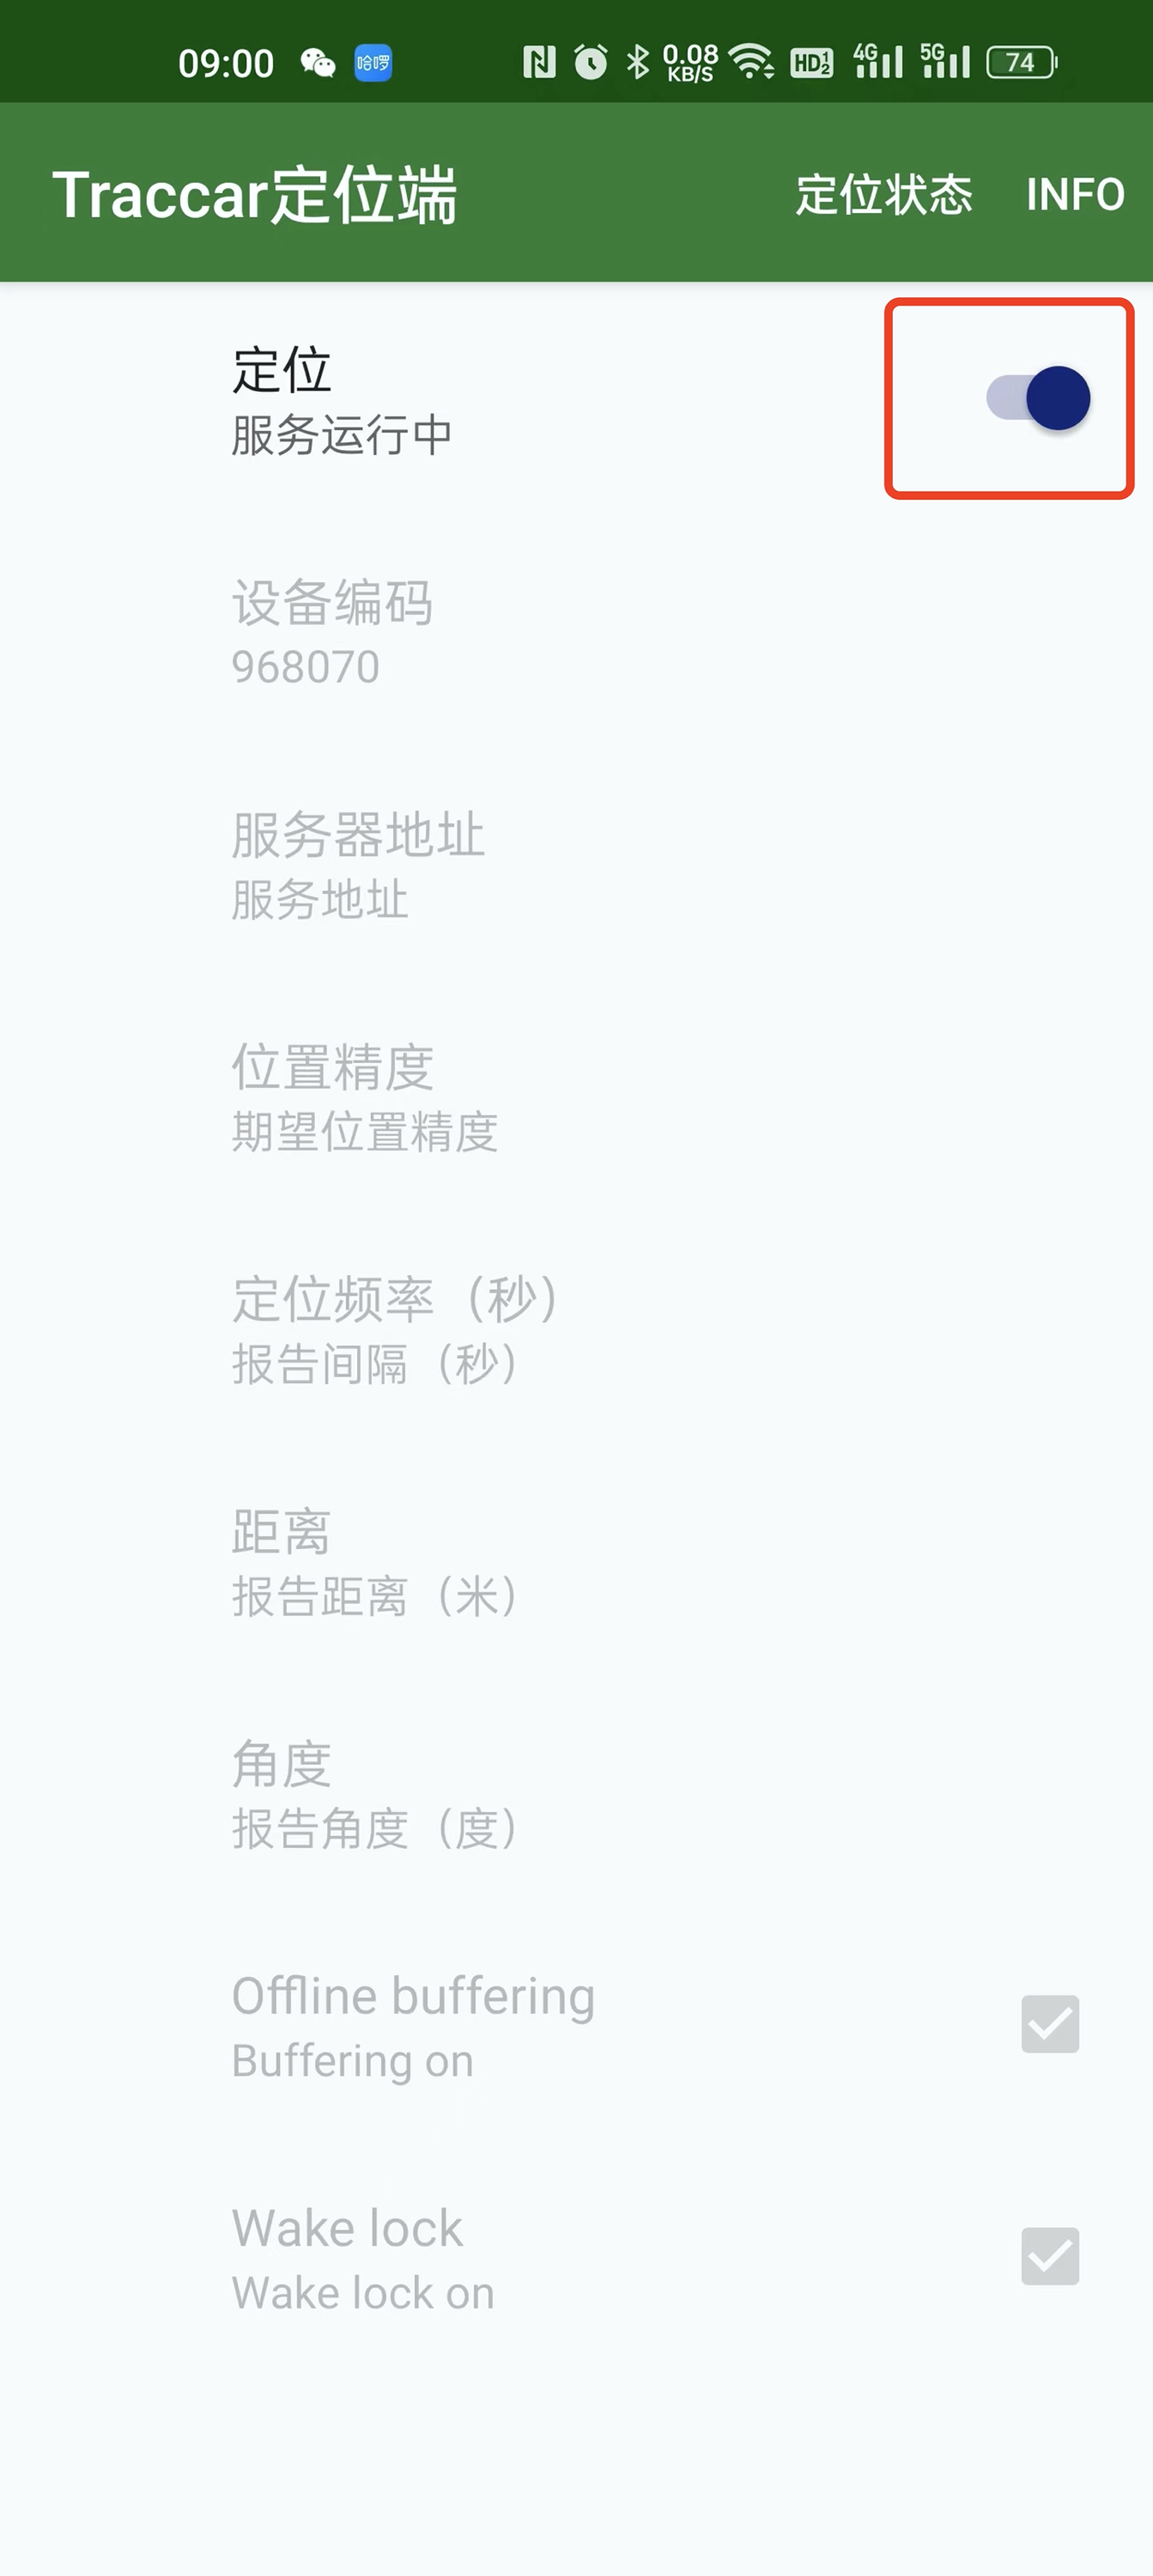 09:00 哈啰 0.08 KB/S HD 1 2 4G 5G 74
Traccar定位端 定位状态 INFO
定位
服务运行中
设备编码
968070
服务器地址
服务地址
位置精度
期望位置精度
定位频率（秒）
报告间隔（秒）
距离
报告距离（米）
角度
报告角度（度）
Offline buffering
Buffering on
Wake lock
Wake lock on